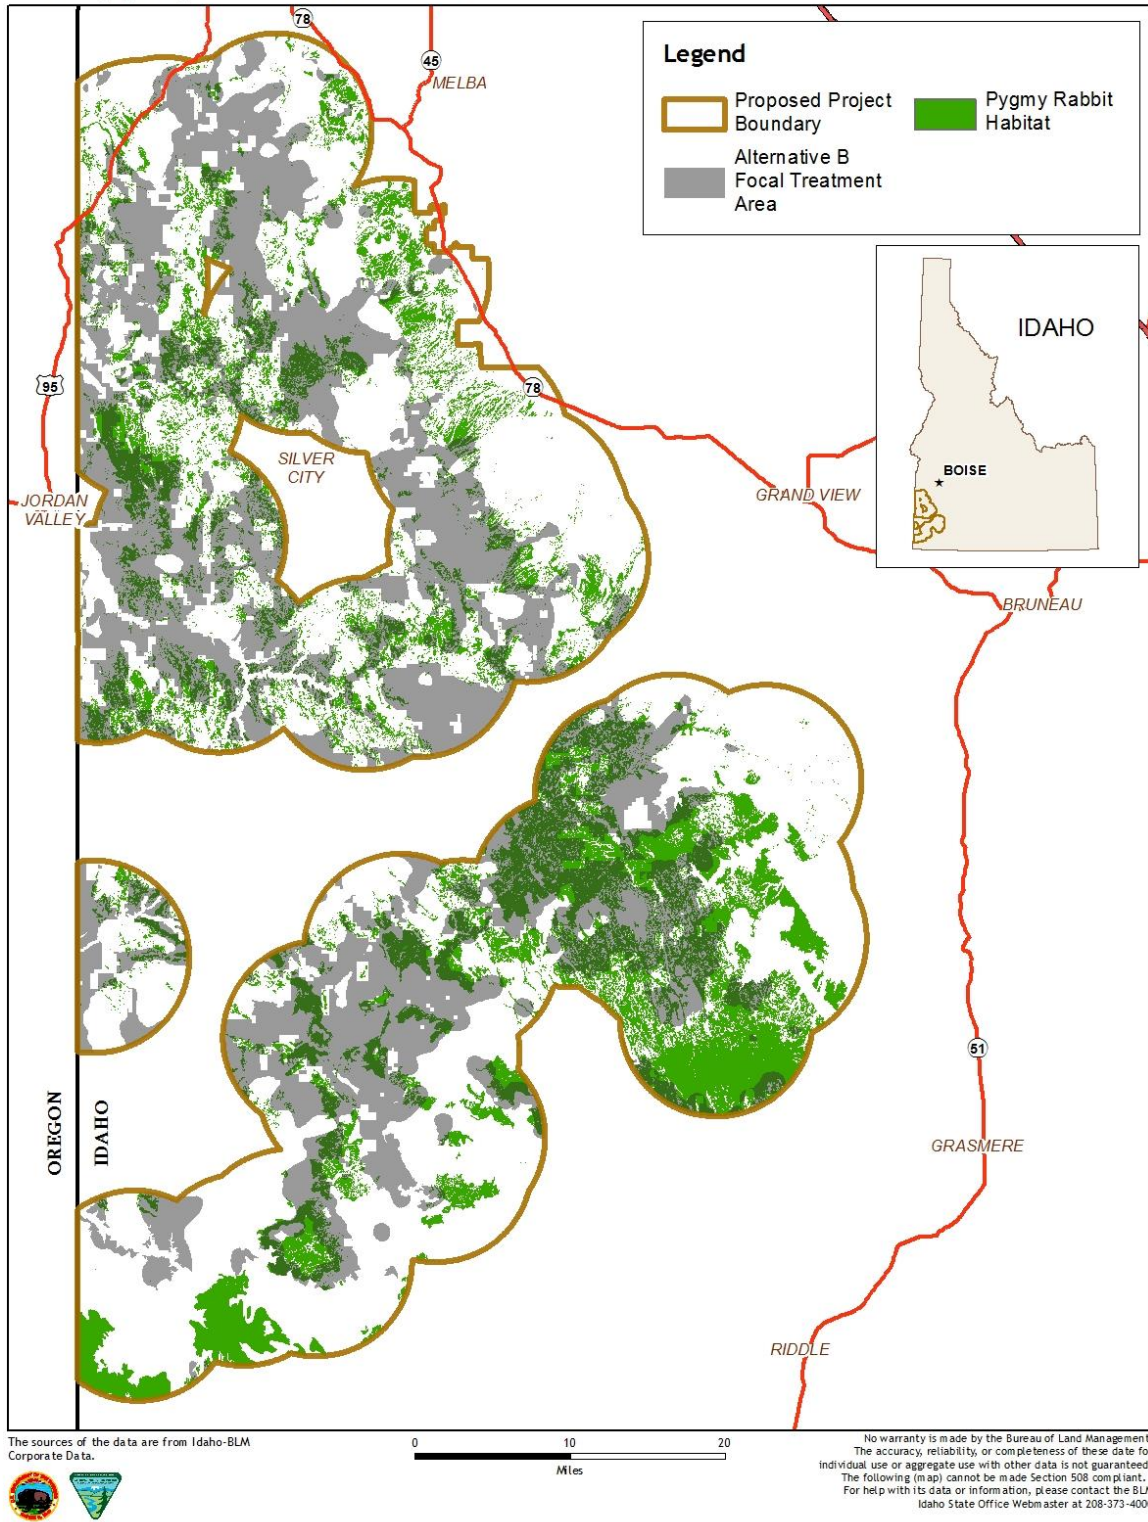 78
45
MELBA
Legend
Proposed Project
Boundary
Pygmy Rabbit
Habitat
Alternative B
Focal Treatment
Area
IDAHO
BOISE
95
78
SILVER
CITY
JORDAN
VALLEY
GRAND VIEW
BRUNEAU
51
OREGON
IDAHO
GRASMERE
RIDDLE
The sources of the data are from Idaho-BLM
Corporate Data.
0 10 20
Miles
No warranty is made by the Bureau of Land Management
The accuracy, reliability, or completeness of these date fo
individual use or aggregate use with other data is not guaranteed
The following (map) cannot be made Section 508 compliant.
For help with its data or information, please contact the BL
Idaho State Office Webmaster at 208-373-400